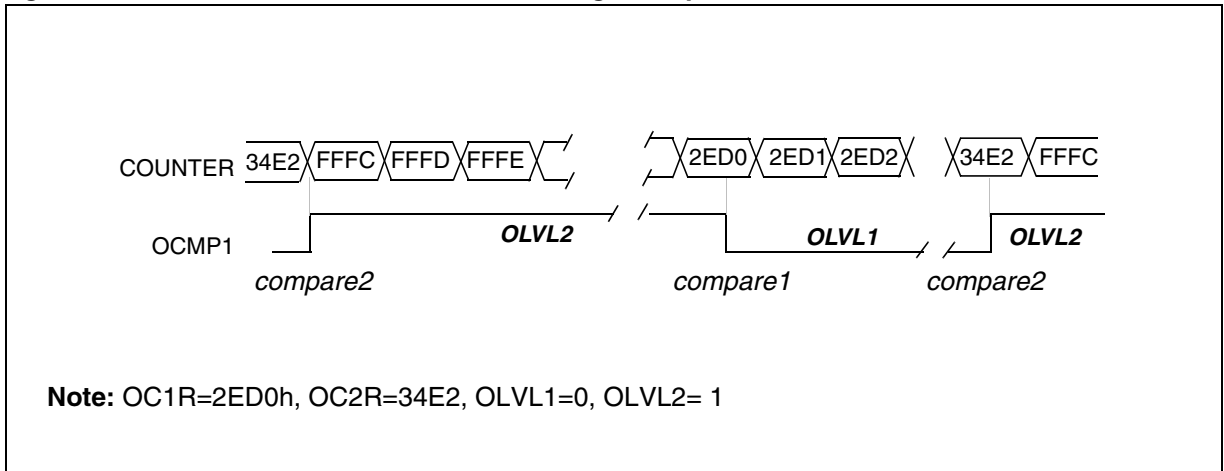 COUNTER 34E2 FFFC FFFD FFFE 2ED0 2ED1 2ED2 34E2 FFFC
OCMP1 OLVL2 OLVL1 OLVL2
compare2 compare1 compare2
Note: OC1R=2ED0h, OC2R=34E2, OLVL1=0, OLVL2= 1